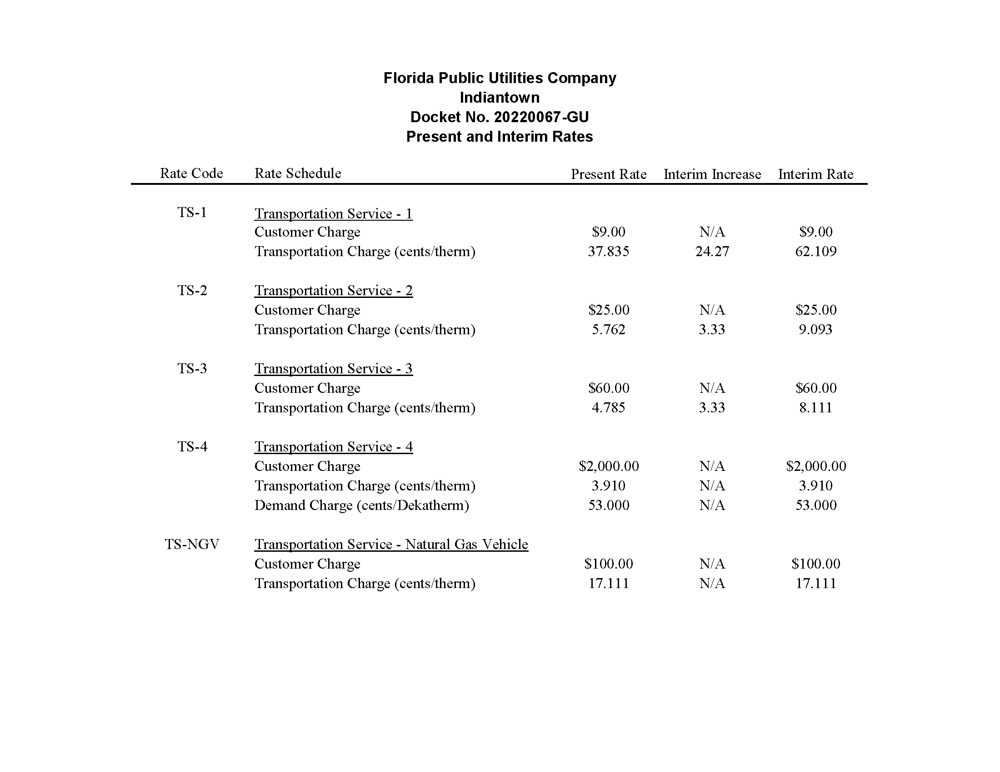 Florida Public Utilities Company
Indiantown
Docket No. 20220067-GU
Present and Interim Rates
Rate Code Rate Schedule Present Rate Interim Increase Interim Rate
TS-1 Transportation Service - 1
Customer Charge $9.00 N/A $9.00
Transportation Charge (cents/therm) 37.835 24.27 62.109
TS-2 Transportation Service - 2
Customer Charge $25.00 N/A $25.00
Transportation Charge (cents/therm) 5.762 3.33 9.093
TS-3 Transportation Service - 3
Customer Charge $60.00 N/A $60.00
Transportation Charge (cents/therm) 4.785 3.33 8.111
TS-4 Transportation Service - 4
Customer Charge $2,000.00 N/A $2,000.00
Transportation Charge (cents/therm) 3.910 N/A 3.910
Demand Charge (cents/Dekatherm) 53.000 N/A 53.000
TS-NGV Transportation Service - Natural Gas Vehicle
Customer Charge $100.00 N/A $100.00
Transportation Charge (cents/therm) 17.111 N/A 17.111